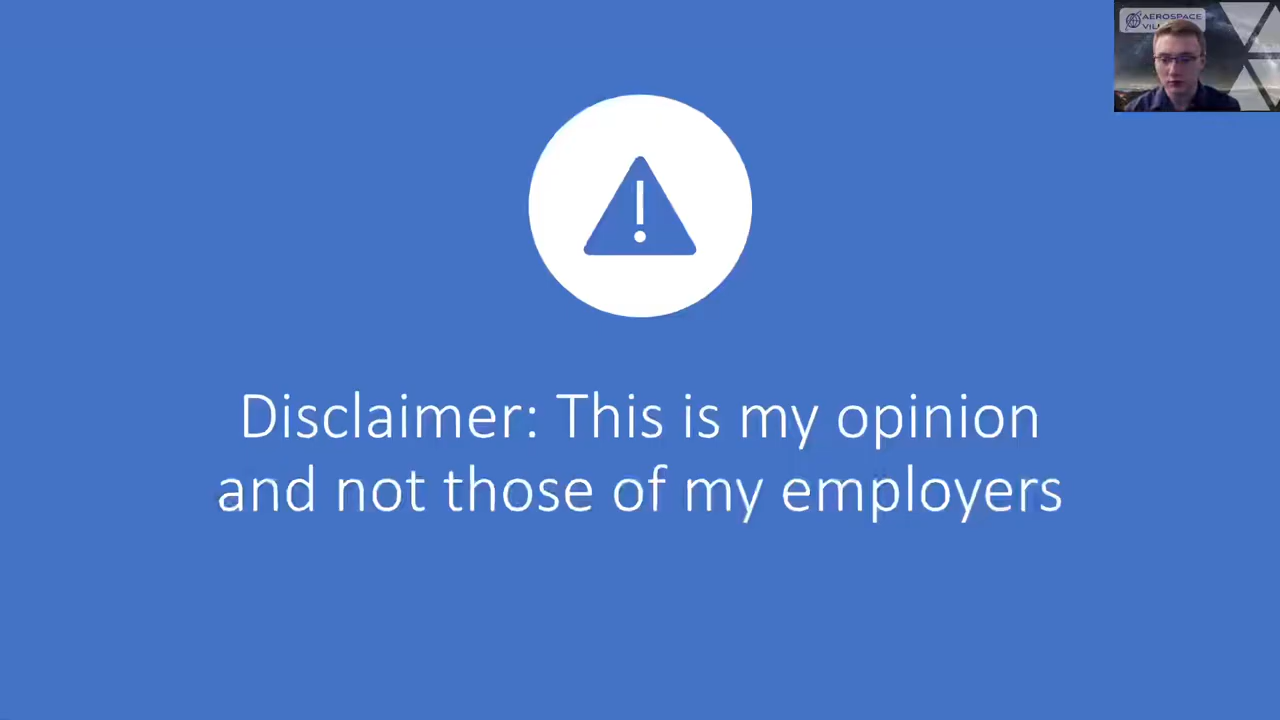 AEROSPACE
Disclaimer: This is my opinion
and not those of my employers